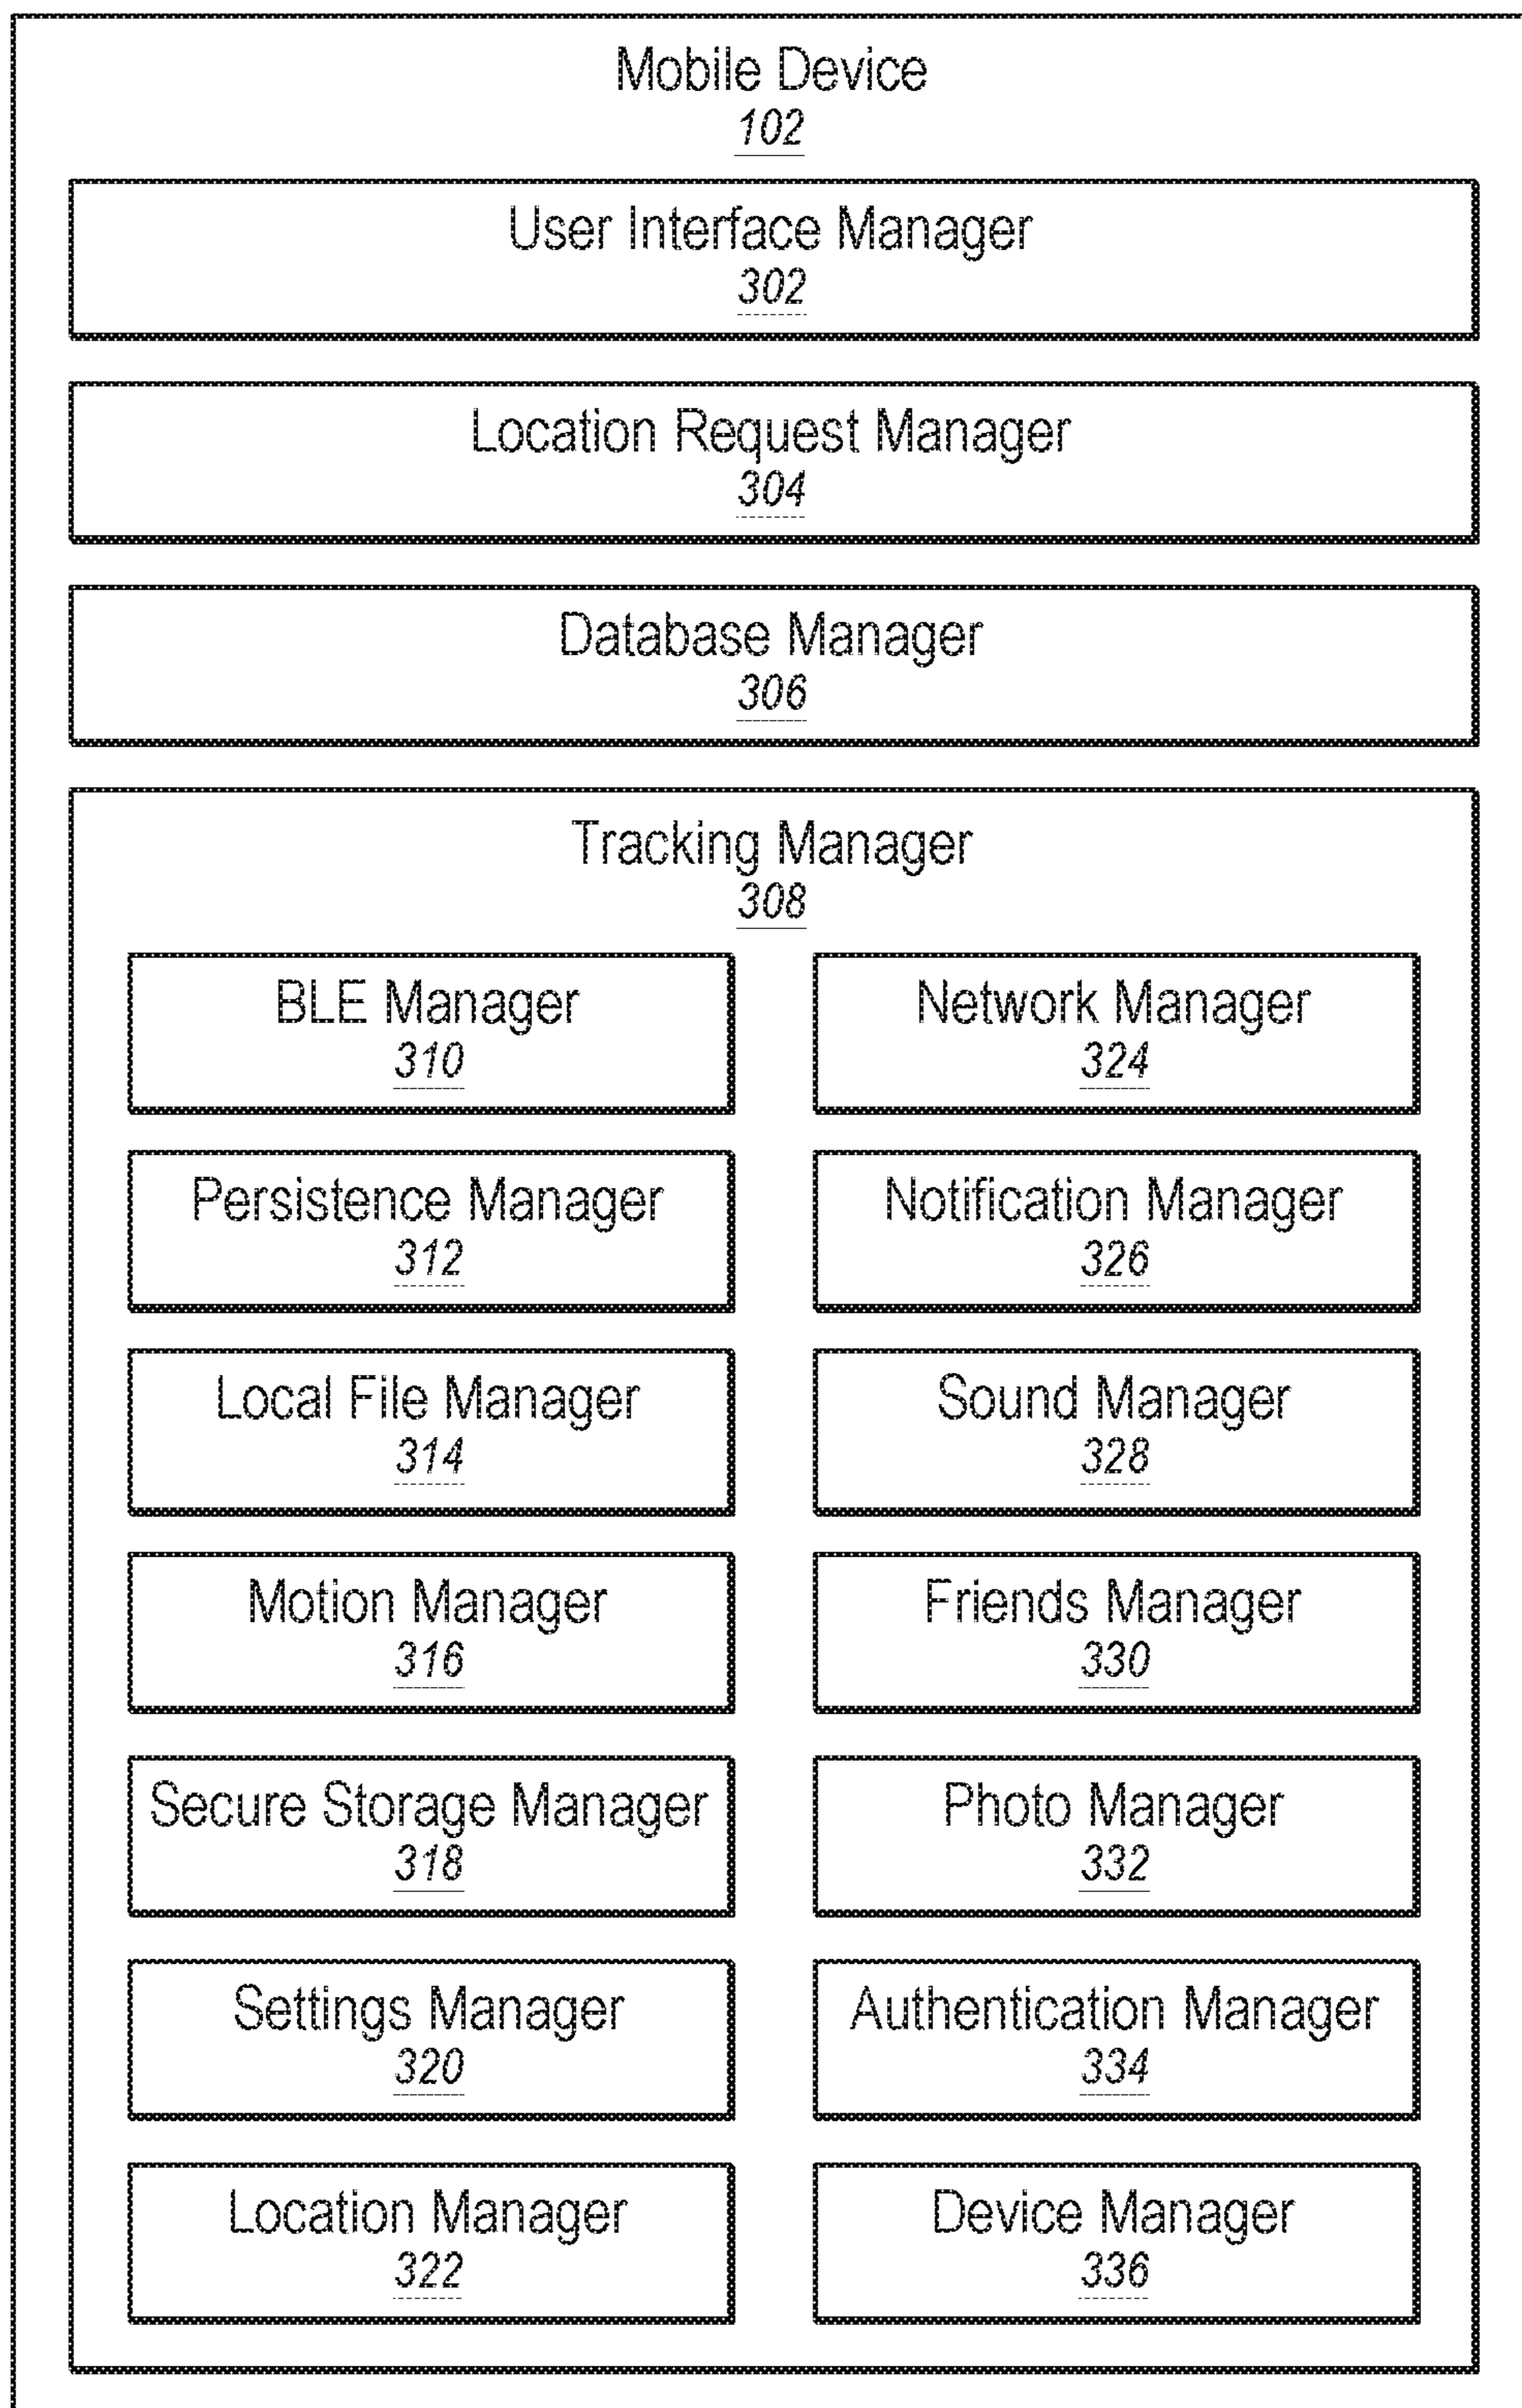 Mobile Device
102
User Interface Manager
302
Location Request Manager
304
Database Manager
306
Tracking Manager
308
BLE Manager
310
Network Manager
324
Persistence Manager
312
Notification Manager
326
Local File Manager
314
Sound Manager
328
Motion Manager
316
Friends Manager
330
Secure Storage Manager
318
Photo Manager
332
Settings Manager
320
Authentication Manager
334
Location Manager
322
Device Manager
336